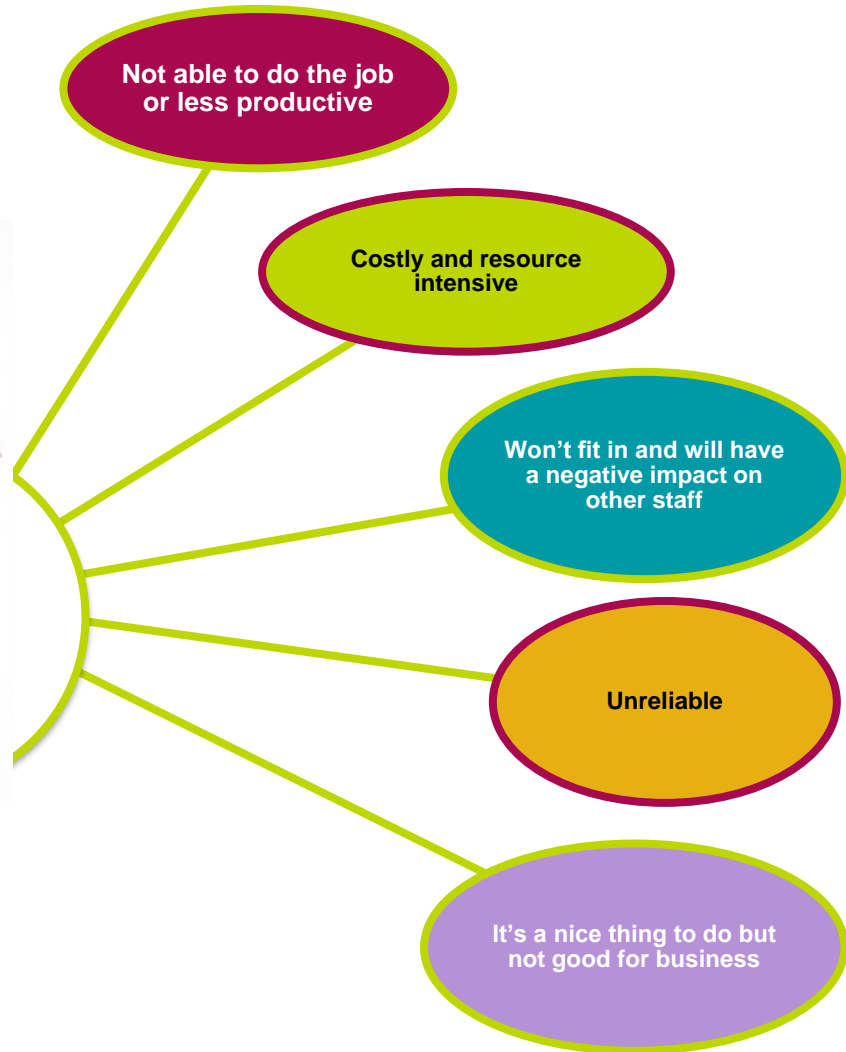 Not able to do the job
or less productive
Costly and resource
intensive
Won’t fit in and will have
a negative impact on
other staff
Unreliable
It’s a nice thing to do but
not good for business